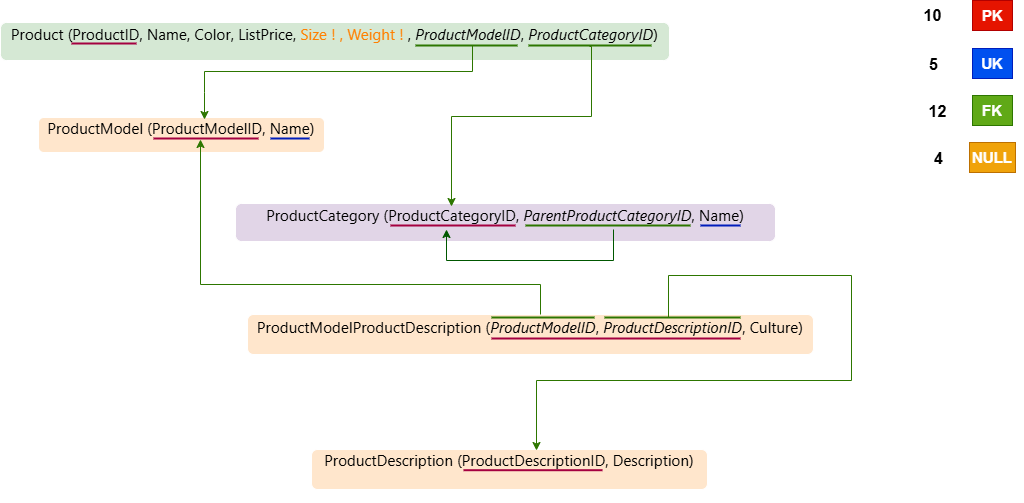 Product (ProductID, Name, Color, ListPrice, Size ! , Weight ! , ProductModelID, ProductCategoryID)
10 PK
5 UK
12 FK
ProductModel (ProductModelID, Name)
4 NULL
ProductCategory (ProductCategoryID, ParentProductCategoryID, Name)
ProductModelProductDescription (ProductModelID, ProductDescriptionID, Culture)
ProductDescription (ProductDescriptionID, Description)